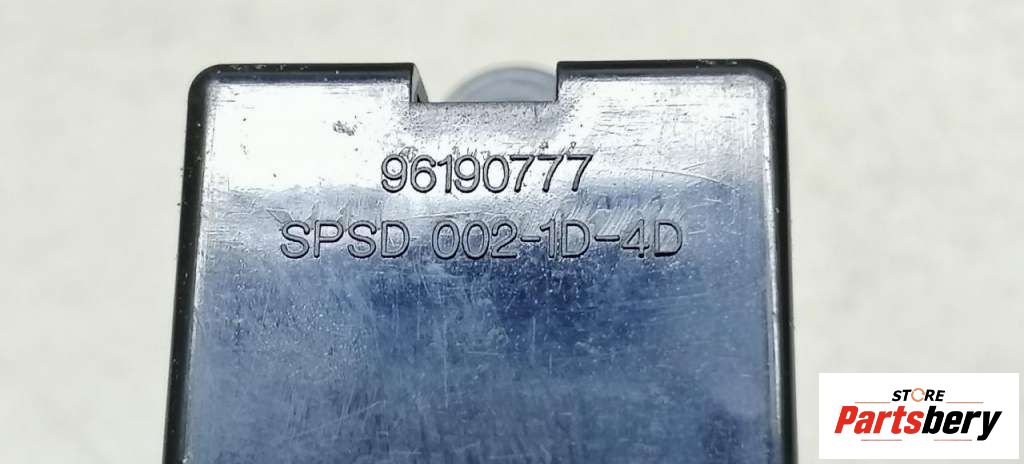 96190777
SPSD 002-1D-4D
STORE
Partsbery